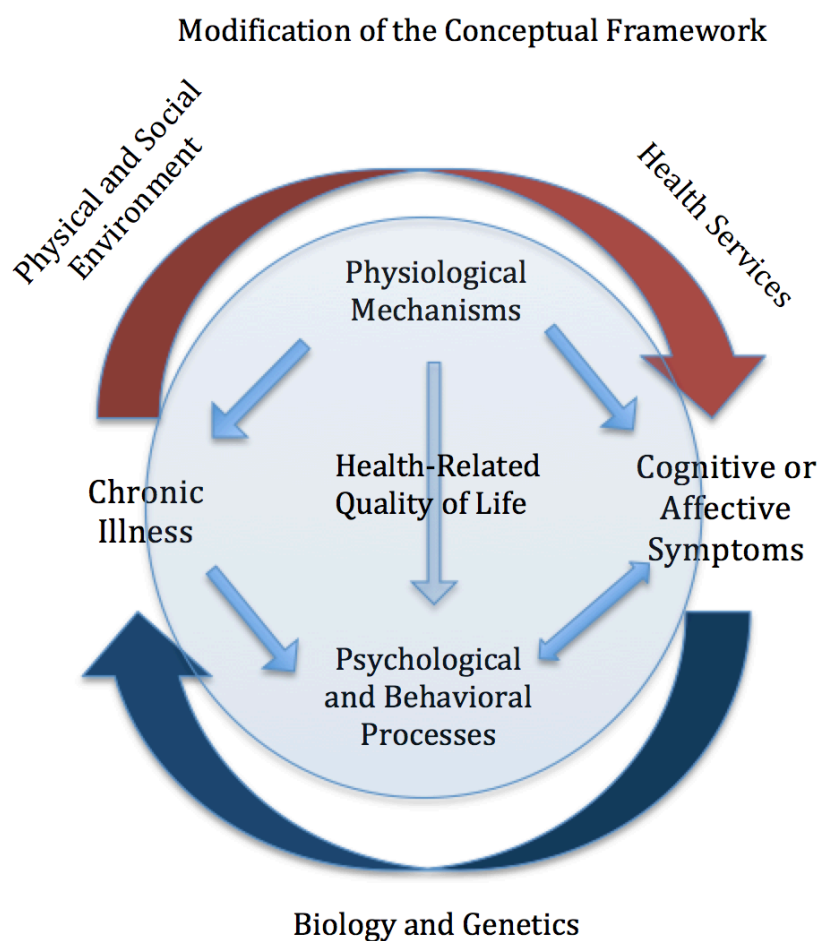 Modification of the Conceptual Framework
Physical and Social
Environment
Health Services
Physiological
Mechanisms
Health-Related
Quality of Life
Chronic
Illness
Cognitive or
Affective
Symptoms
Psychological
and Behavioral
Processes
Biology and Genetics